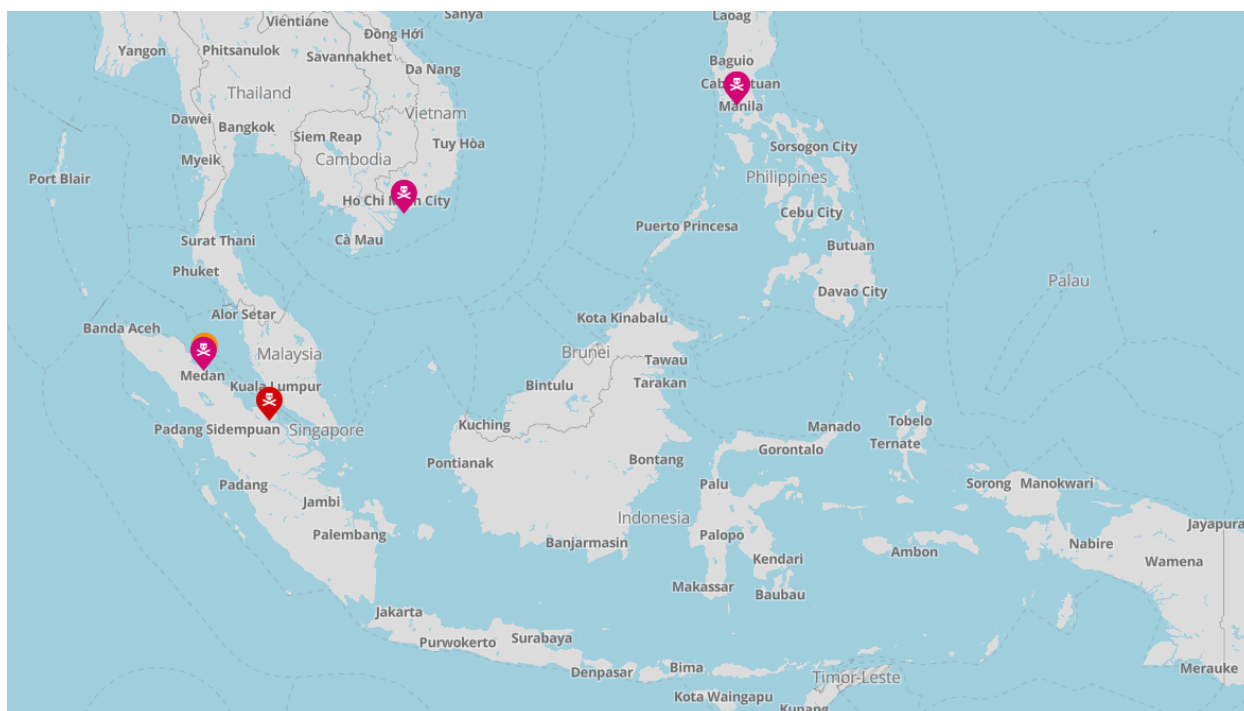 Sanya
Laoag
Vientiane
Đồng Hới
Yangon
Phitsanulok
Savannakhet
Da Nang
Baguio
Thailand
Manila
Vietnam
Dawei
Bangkok
Siem Reap
Tuy Hòa
Sorsogon City
Myeik
Cambodia
Port Blair
Philippines
Ho Chi M n City
Cebu City
Puerto Princesa
Surat Thani
Cà Mau
Butuan
Phuket
Palau
Davao City
Alor Setar
Kota Kinabalu
Banda Aceh
Malaysia
Brunei
Tawau
Medan
Kuala Lumpur
Bintulu
Tarakan
Padang Sidempuan
Singapore
Kuching
Manado
Tobelo
Ternate
Gorontalo
Pontianak
Bontang
Padang
Palu
Sorong
Manokwari
Jambi
Indonesia
Jayapura
Palembang
Banjarmasin
Palopo
Ambon
Nabire
Kendari
Wamena
Makassar
Baubau
Jakarta
Purwokerto
Surabaya
Denpasar
Bima
Merauke
Timor-Leste
Kota Waingapu
Kupang